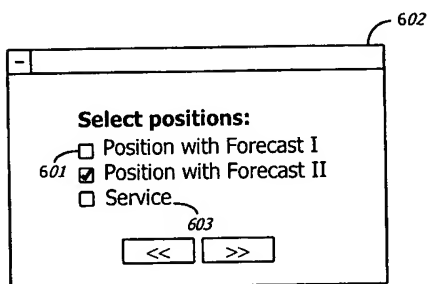 602
-
Select positions:
601 Position with Forecast I
Position with Forecast II
Service
603
<< >>